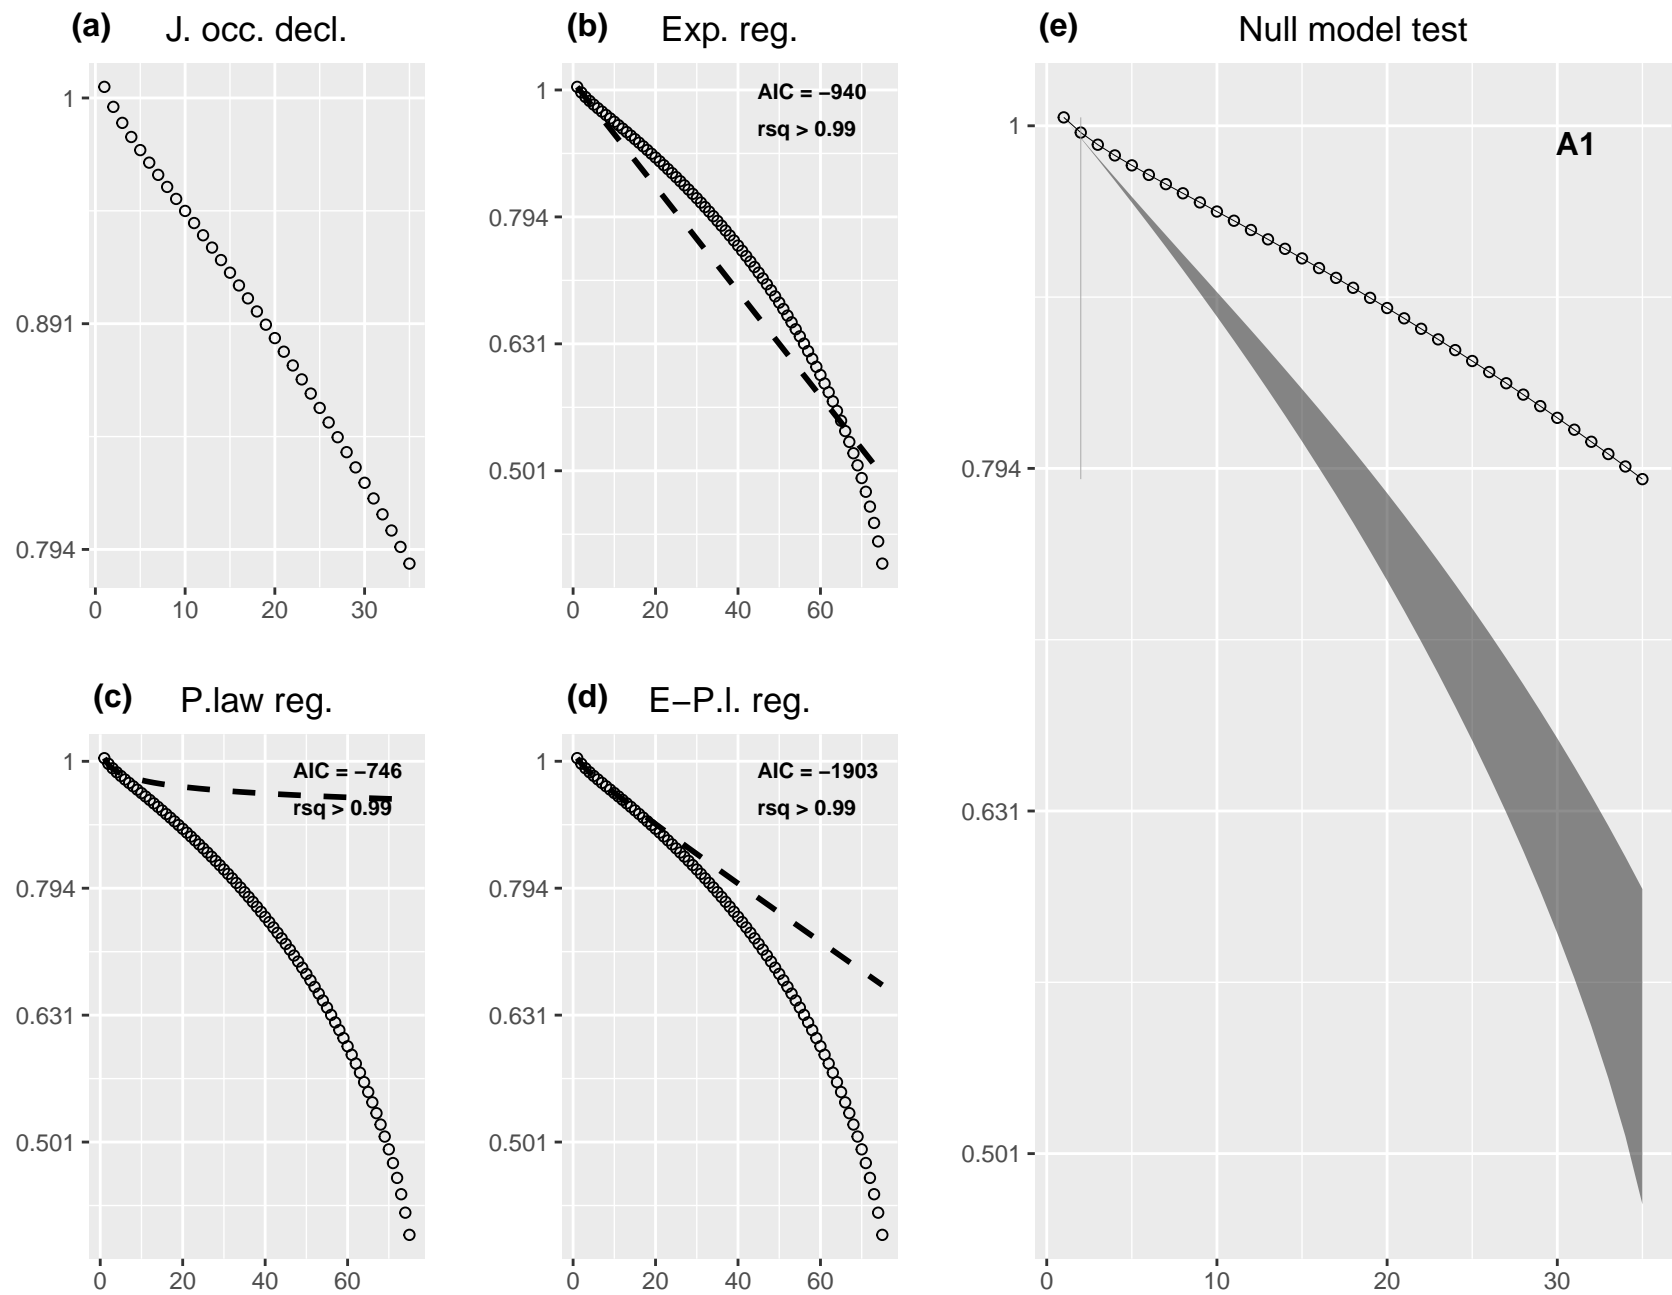 (a) J. occ. decl.
1
0.891
0.794
0 10 20 30
(b) Exp. reg.
AIC = −940
rsq > 0.99
1
0.794
0.631
0.501
0 20 40 60
(c) P.law reg.
AIC = −746
rsq > 0.99
1
0.794
0.631
0.501
0 20 40 60
(d) E−P.l. reg.
AIC = −1903
rsq > 0.99
1
0.794
0.631
0.501
0 20 40 60
(e) Null model test
A1
1
0.794
0.631
0.501
0 10 20 30